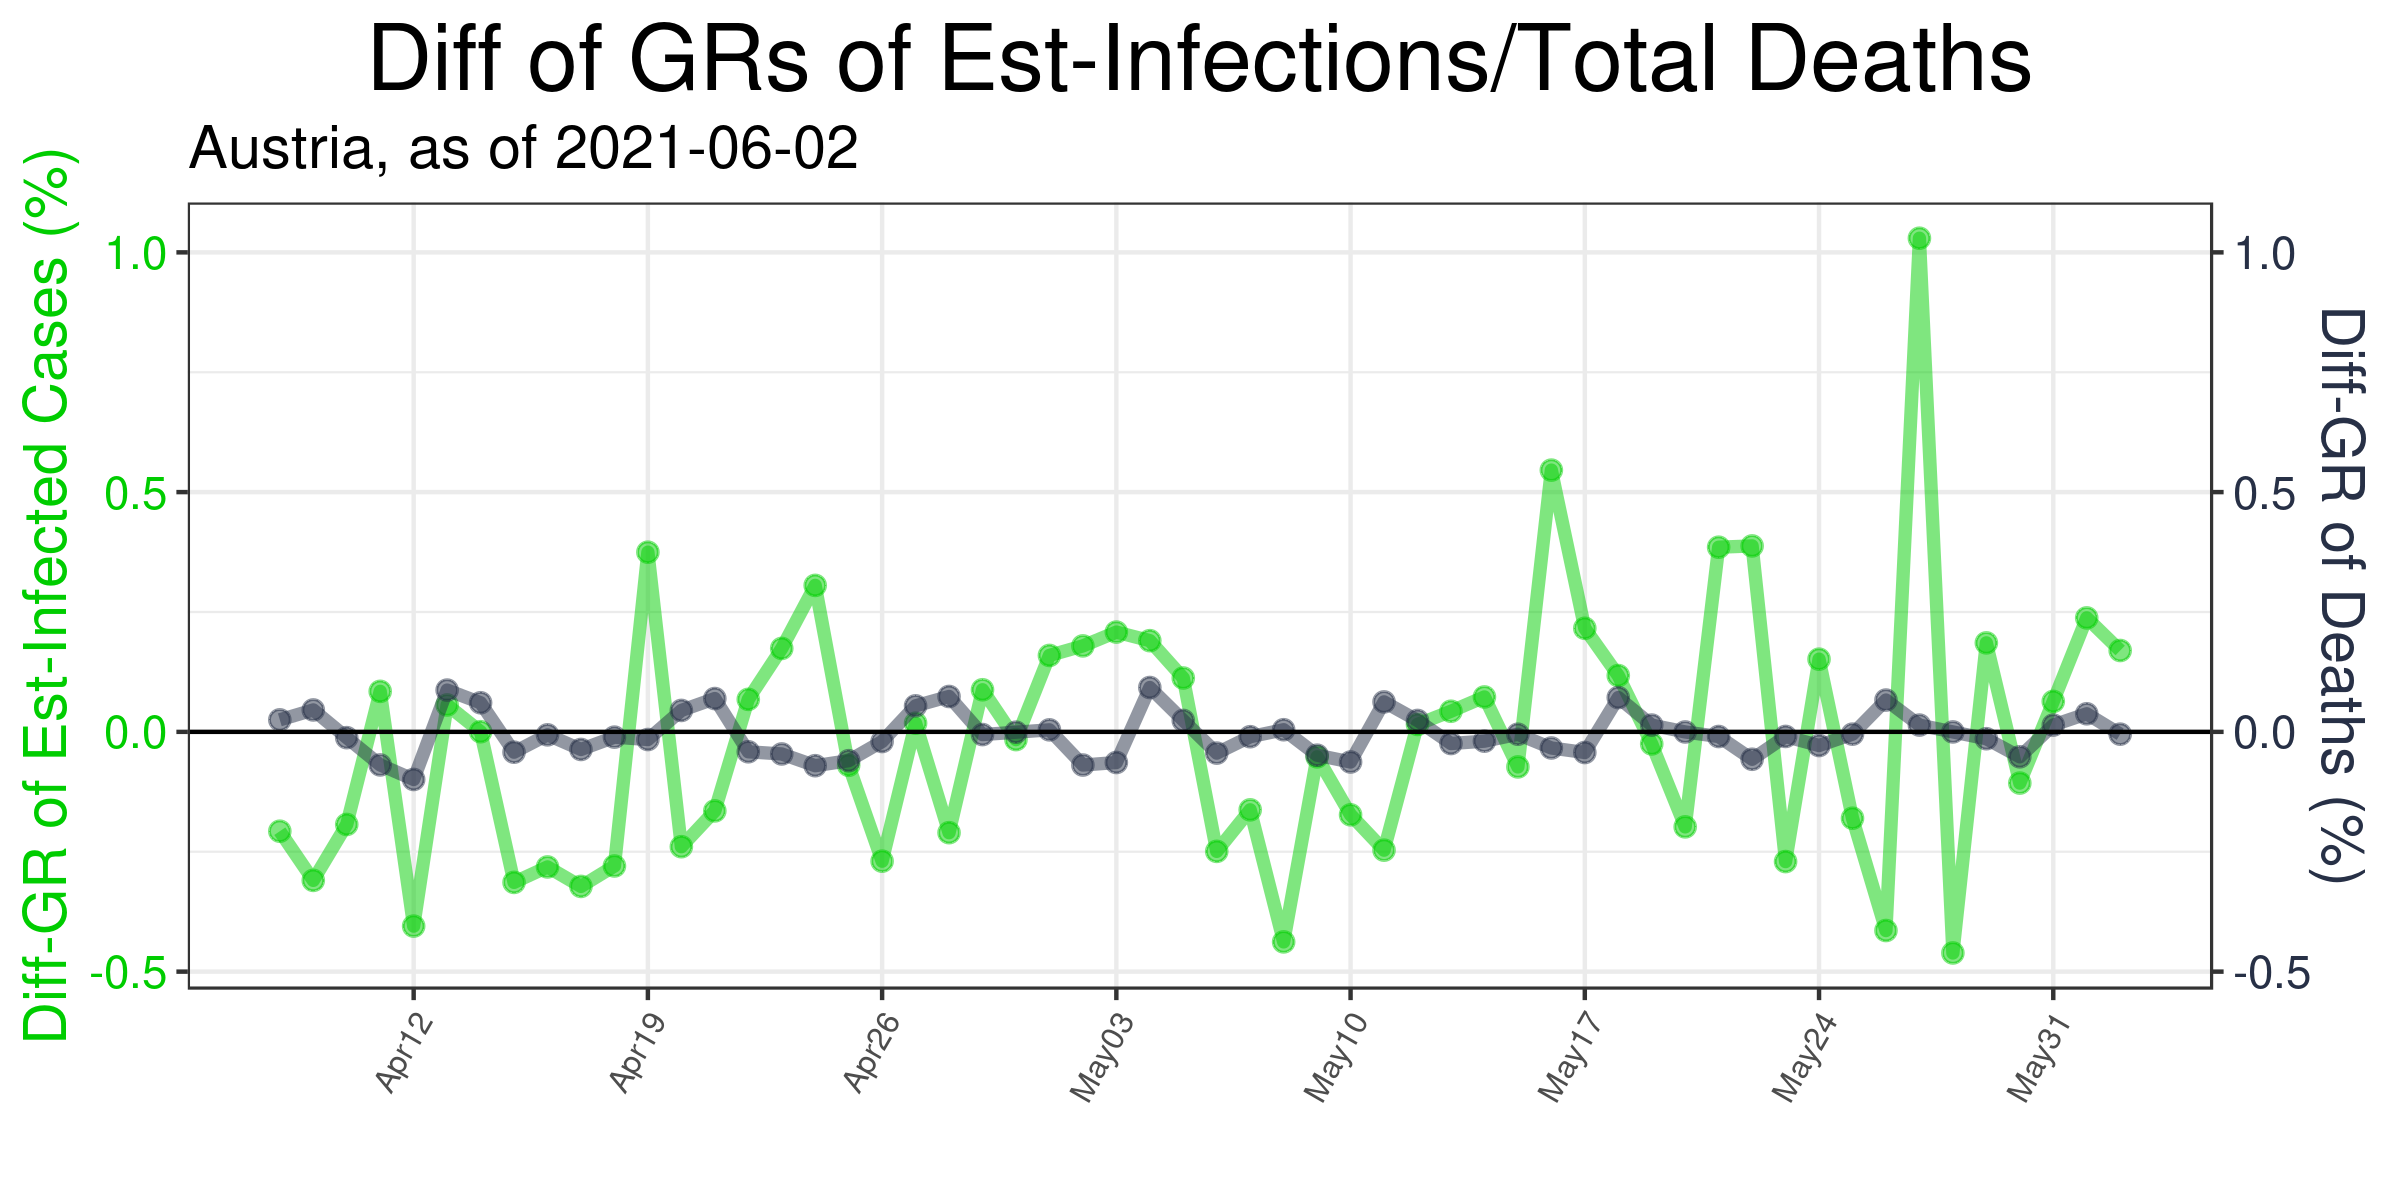 Diff of GRs of Est-Infections/Total Deaths
Austria, as of 2021-06-02
Diff-GR of Est-Infected Cases (%)
1.0
0.5
0.0
-0.5
1.0
0.5
0.0
-0.5
Diff-GR of Deaths (%)
Apr12
Apr19
Apr26
May03
May10
May17
May24
May31